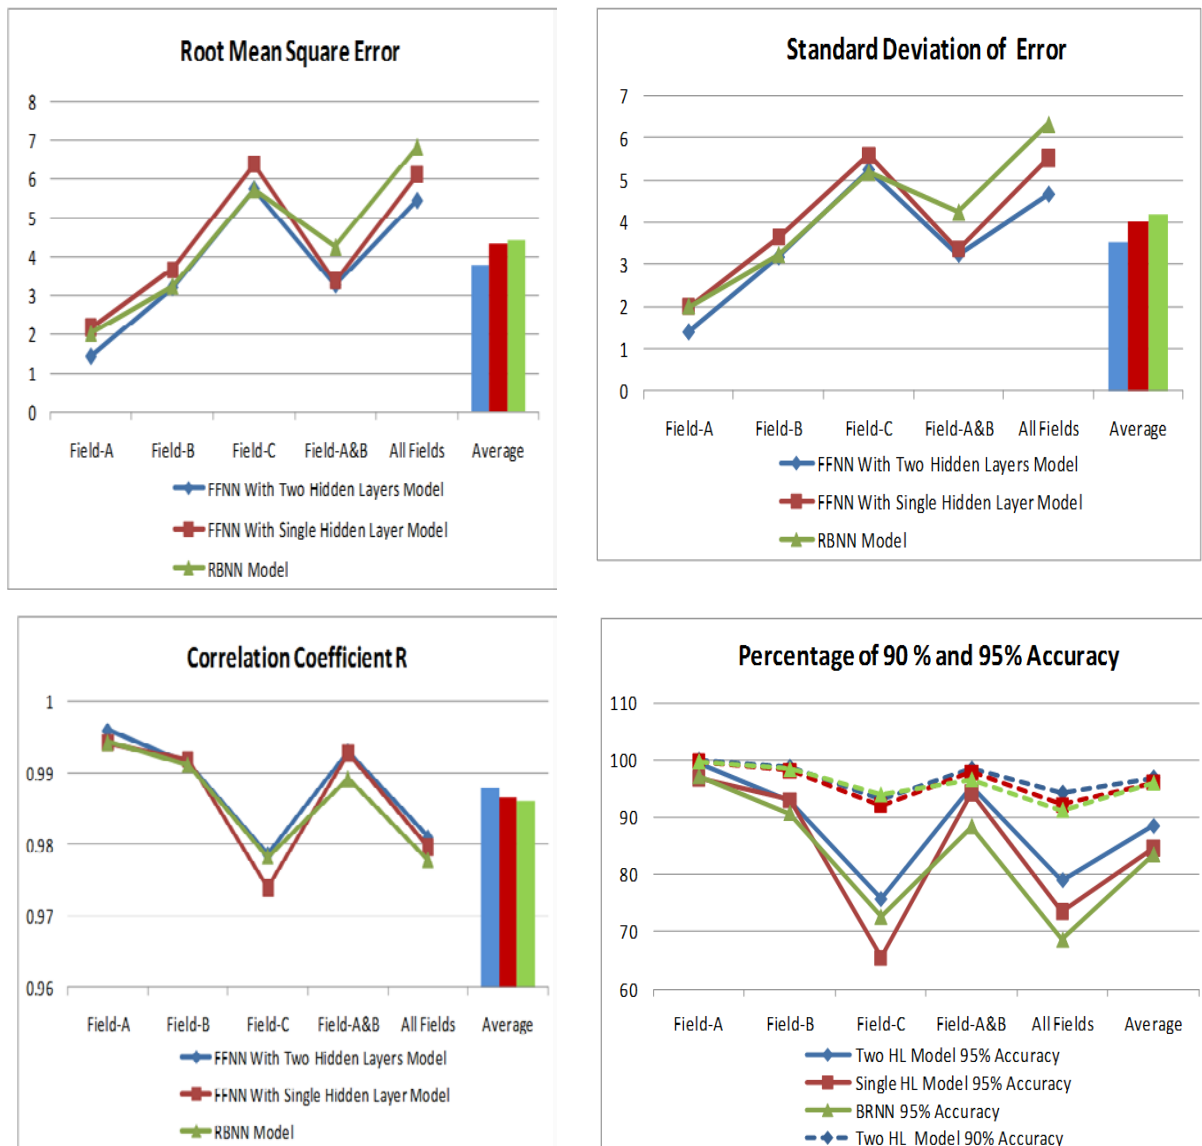 Root Mean Square Error
8
7
6
5
4
3
2
1
0
Field-A Field-B Field-C Field-A&B All Fields Average
FFNN With Two Hidden Layers Model
FFNN With Single Hidden Layer Model
RBNN Model
Standard Deviation of Error
7
6
5
4
3
2
1
0
Field-A Field-B Field-C Field-A&B All Fields Average
FFNN With Two Hidden Layers Model
FFNN With Single Hidden Layer Model
RBNN Model
Correlation Coefficient R
1
0.99
0.98
0.97
0.96
Field-A Field-B Field-C Field-A&B All Fields Average
FFNN With Two Hidden Layers Model
FFNN With Single Hidden Layer Model
RBNN Model
Percentage of 90 % and 95% Accuracy
110
100
90
80
70
60
Field-A Field-B Field-C Field-A&B All Fields Average
Two HL Model 95% Accuracy
Single HL Model 95% Accuracy
BRNN 95% Accuracy
Two HL Model 90% Accuracy